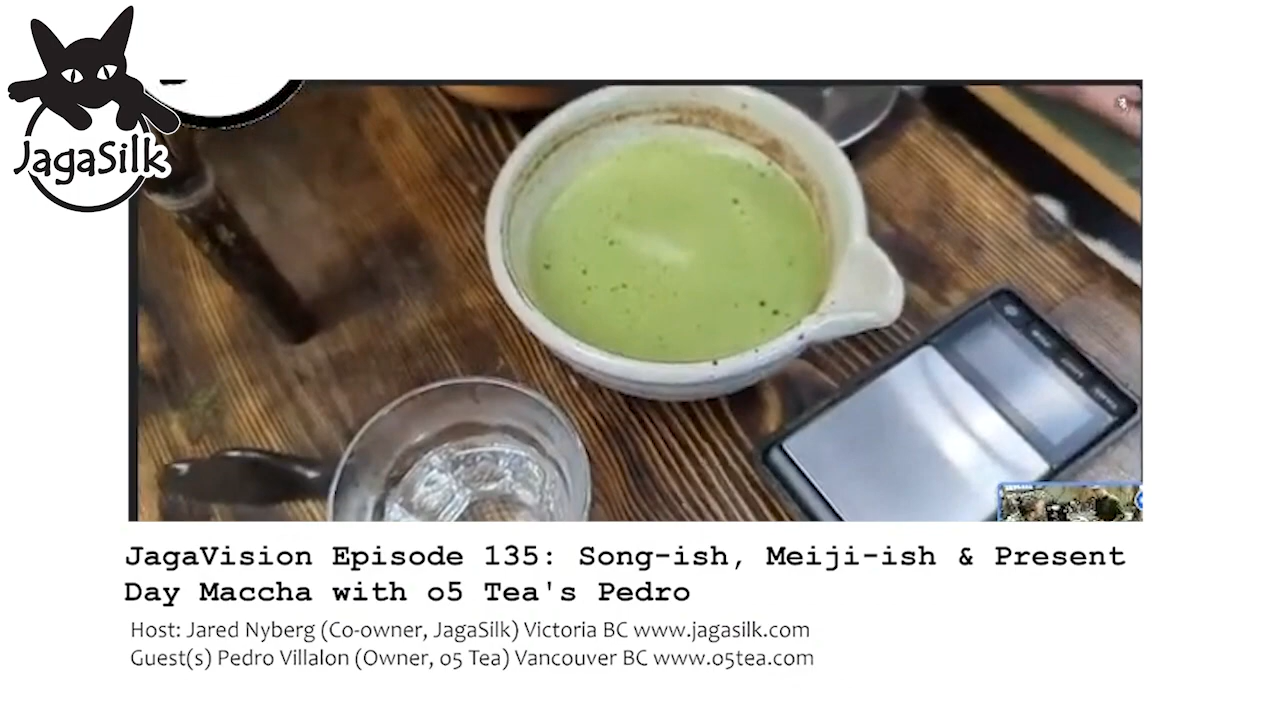 JagaSilk
JagaVision Episode 135: Song-ish, Meiji-ish & Present
Day Maccha with o5 Tea's Pedro
Host: Jared Nyberg (Co-owner, JagaSilk) Victoria BC www.jagasilk.com
Guest(s) Pedro Villalon (Owner, o5 Tea) Vancouver BC www.o5tea.com